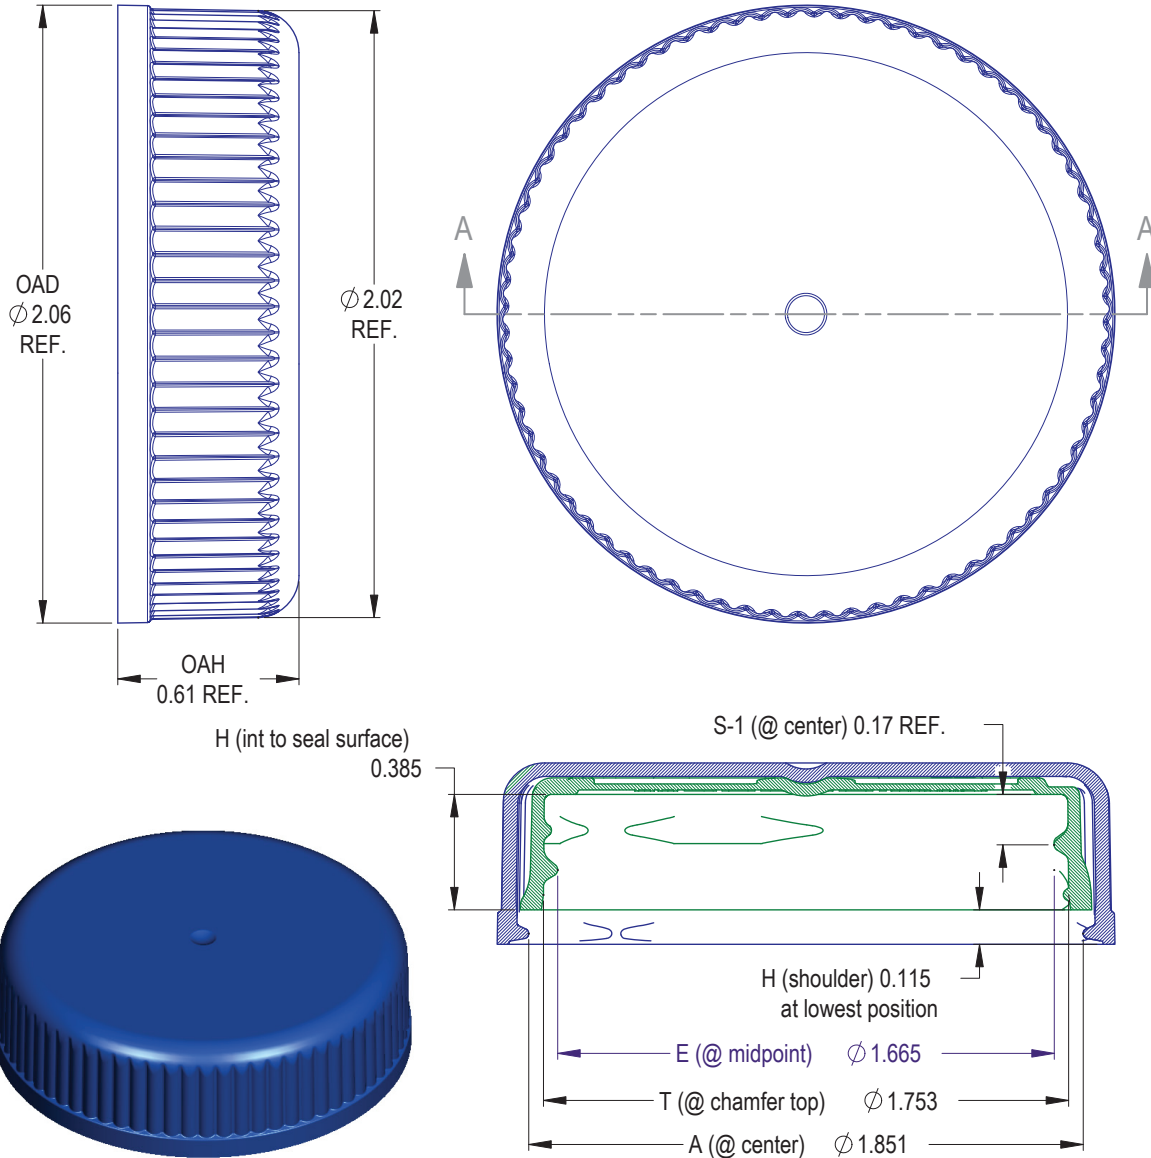 A
A
OAD
∅2.06
REF.
∅2.02
REF.
OAH
0.61 REF.
S-1 (@ center) 0.17 REF.
H (int to seal surface)
0.385
H (shoulder) 0.115
at lowest position
E (@ midpoint) ∅1.665
T (@ chamfer top) ∅1.753
A (@ center) ∅1.851